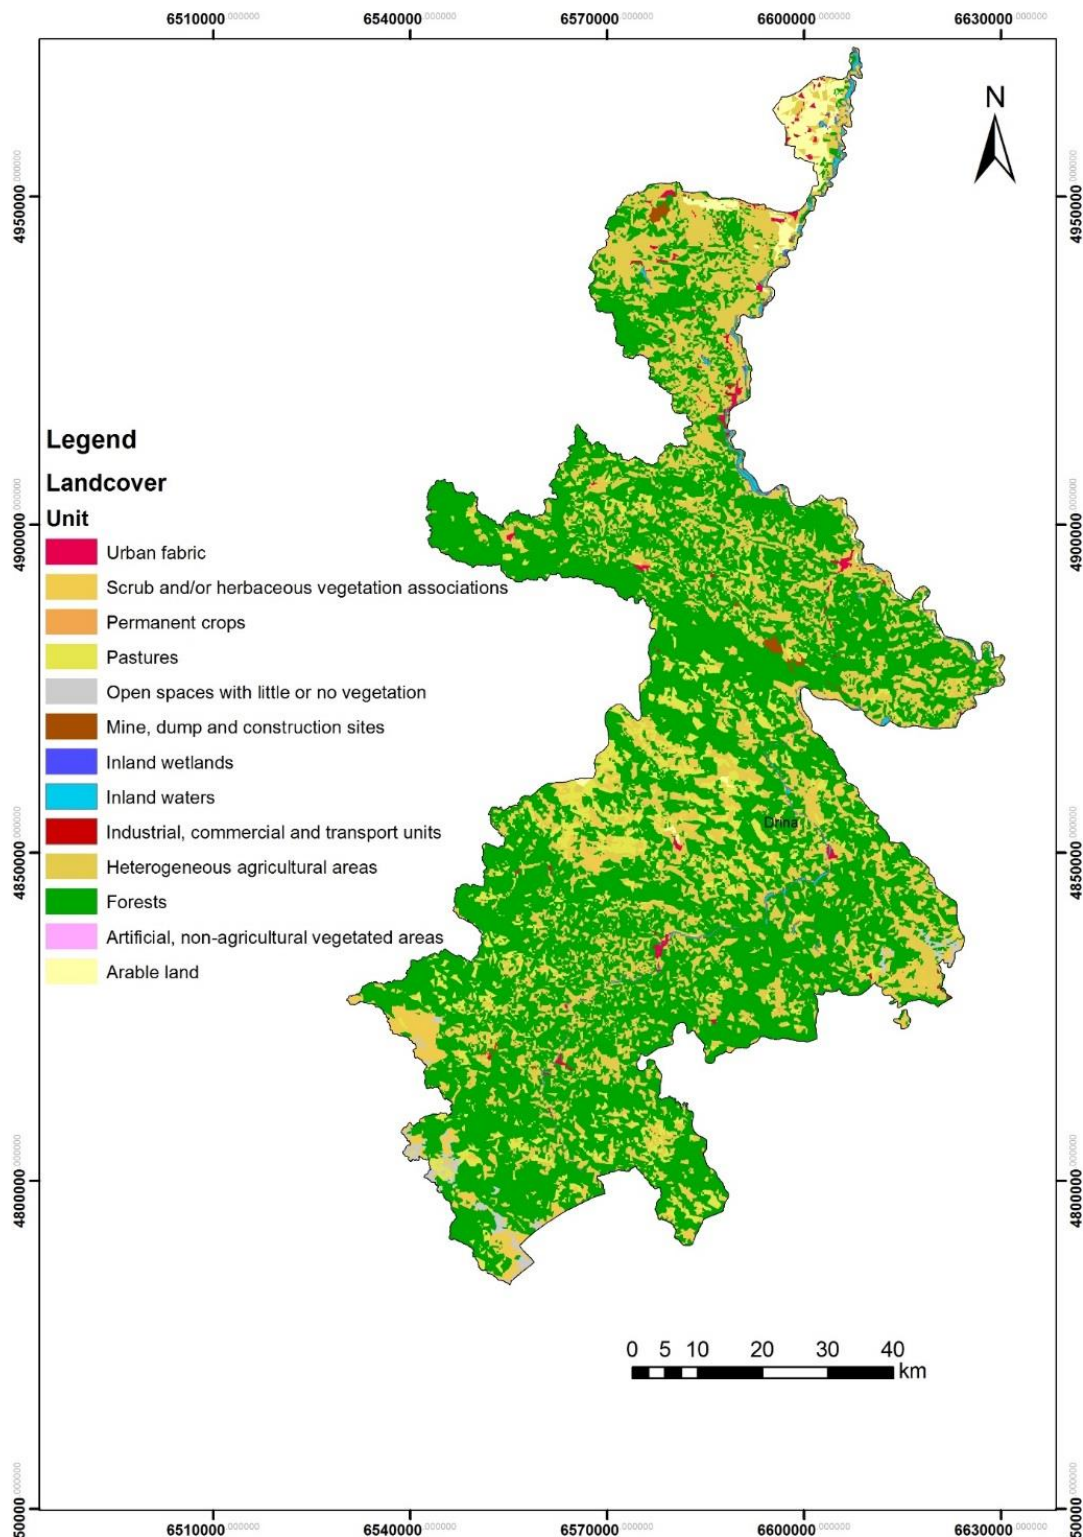 6510000.000000 6540000.000000 6570000.000000 6600000.000000 6630000.000000
N
4950000.000000 4950000.000000
Legend
Landcover
Unit
4900000.000000 4900000.000000
Urban fabric
Scrub and/or herbaceous vegetation associations
Permanent crops
Pastures
Open spaces with little or no vegetation
Mine, dump and construction sites
Inland wetlands
Inland waters
Drina
Industrial, commercial and transport units
4850000.000000 4850000.000000
Heterogeneous agricultural areas
Forests
Artificial, non-agricultural vegetated areas
Arable land
4800000.000000 4800000.000000
0 5 10 20 30 40
km
6510000.000000 6540000.000000 6570000.000000 6600000.000000 6630000.000000